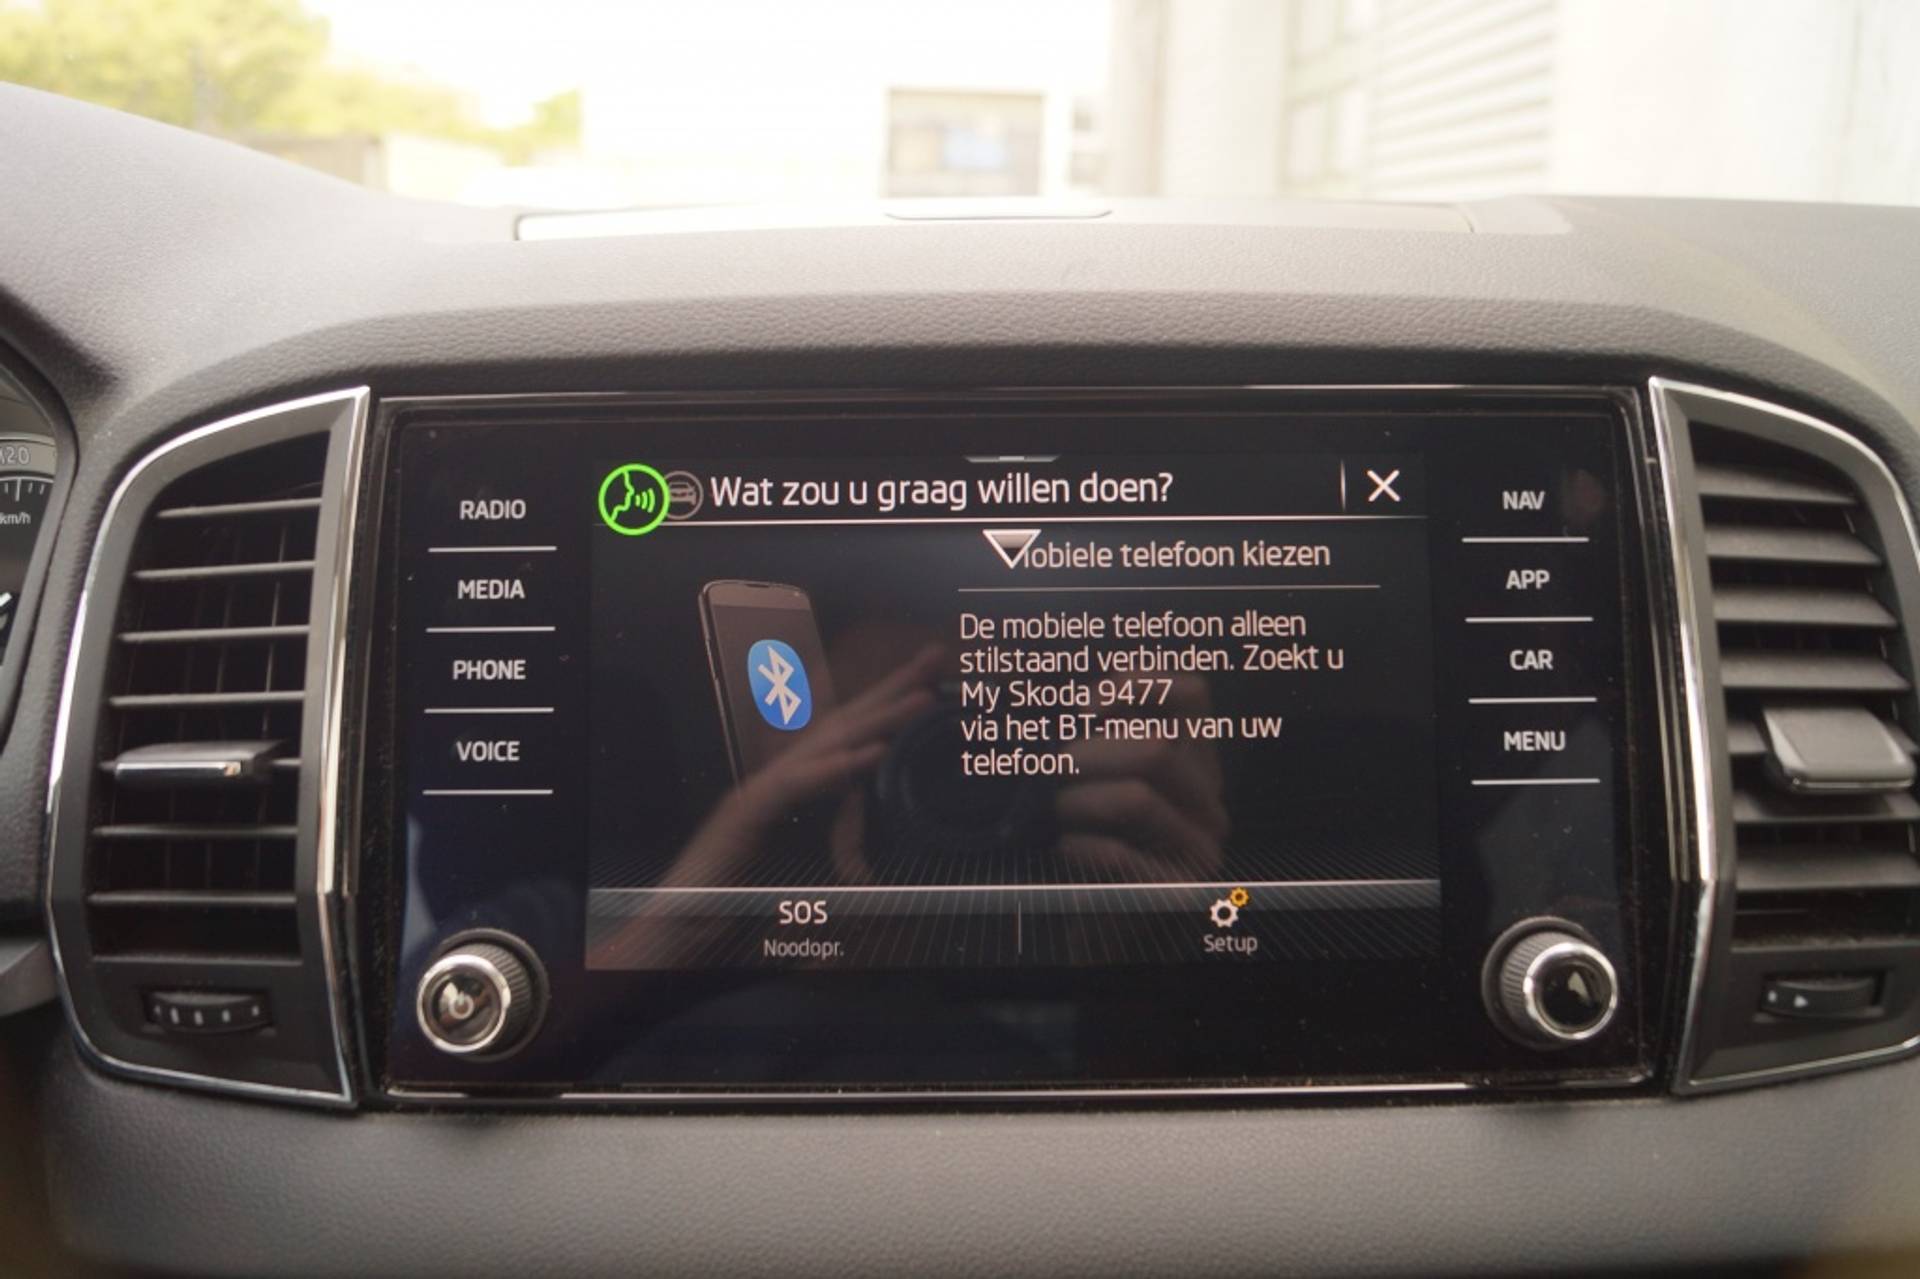 RADIO
MEDIA
PHONE
VOICE
Wat zou u graag willen doen?
obiele telefoon kiezen
De mobiele telefoon alleen
stilstaand verbinden. Zoekt u
My Skoda 9477
via het BT-menu van uw
telefoon.
SOS
Noodopr.
Setup
NAV
APP
CAR
MENU
km/h